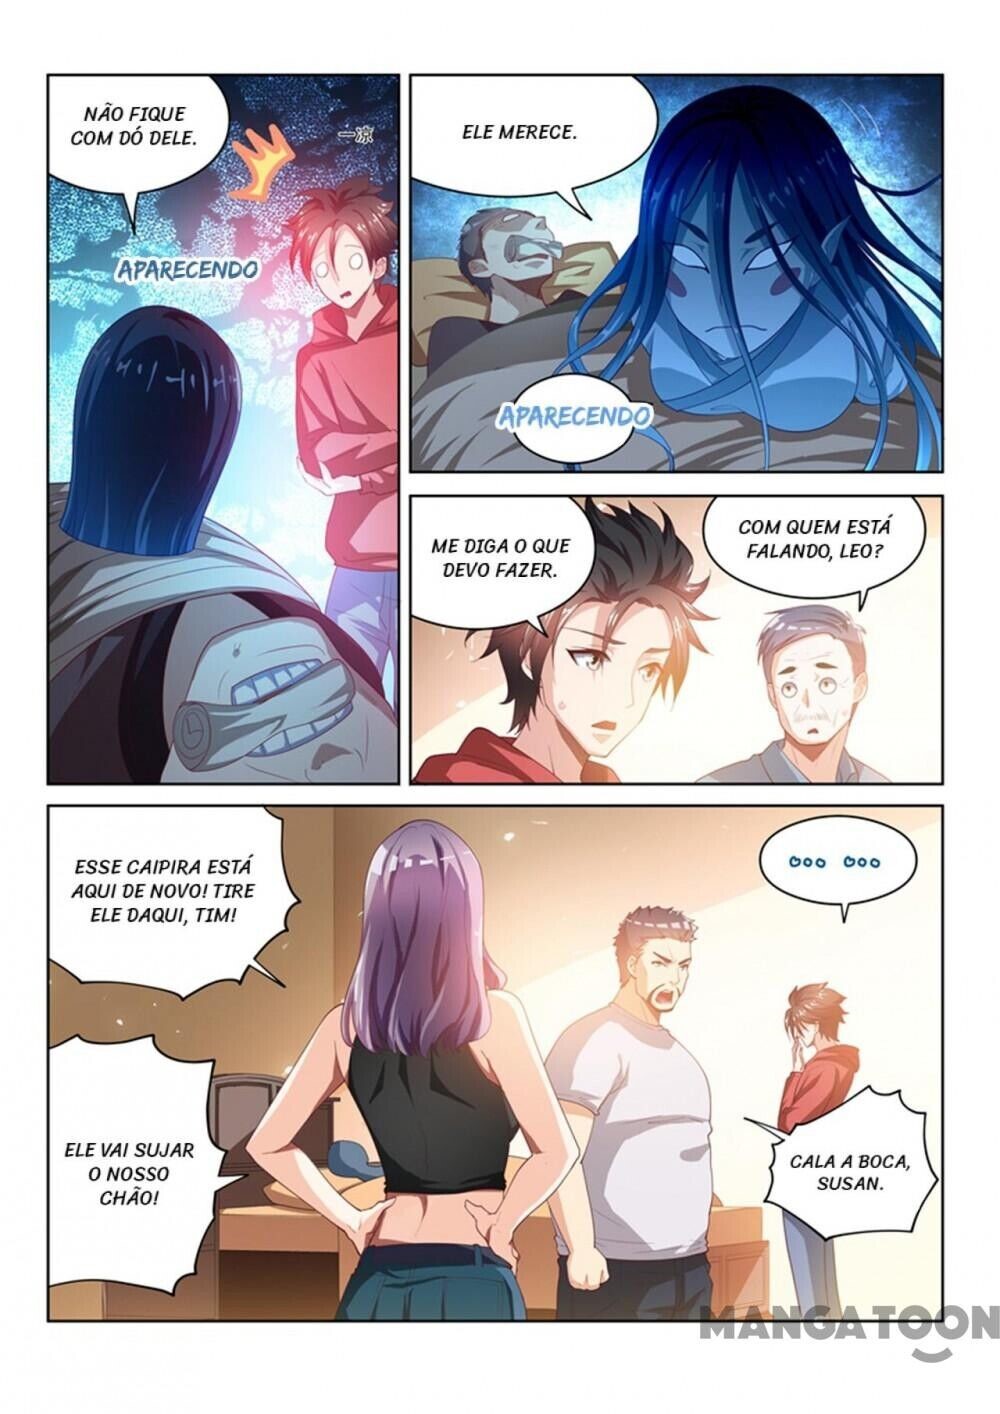 NÃO FIQUE
COM DÓ DELE.
一凉
APARECENDO
ELE MERECE.
APARECENDO
ME DIGA O QUE
DEVO FAZER.
COM QUEM ESTÁ
FALANDO, LEO?
ESSE CAIPIRA ESTÁ
AQUI DE NOVO! TIRE
ELE DAQUI, TIM!
ELE VAI SUJAR
O NOSSO
CHÃO!
CALA A BOCA,
SUSAN.
MANGATOON